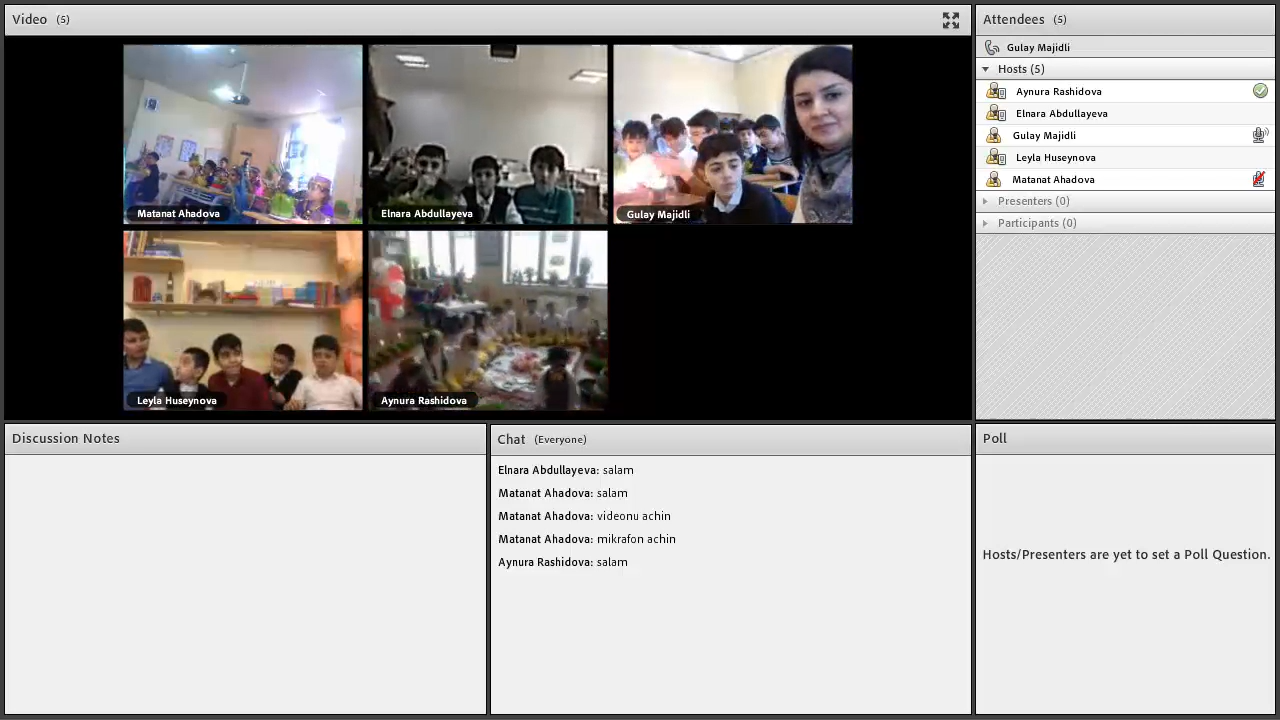 Video (5)
Matanat Ahadova
Elnara Abdullayeva
Gulay Majidli
Leyla Huseynova
Aynura Rashidova
Attendees (5)
Gulay Majidli
Hosts (5)
Aynura Rashidova
Elnara Abdullayeva
Gulay Majidli
Leyla Huseynova
Matanat Ahadova
Presenters (0)
Participants (0)
Discussion Notes
Chat (Everyone)
Elnara Abdullayeva: salam
Matanat Ahadova: salam
Matanat Ahadova: videonu achin
Matanat Ahadova: mikrafon achin
Aynura Rashidova: salam
Poll
Hosts/Presenters are yet to set a Poll Question.